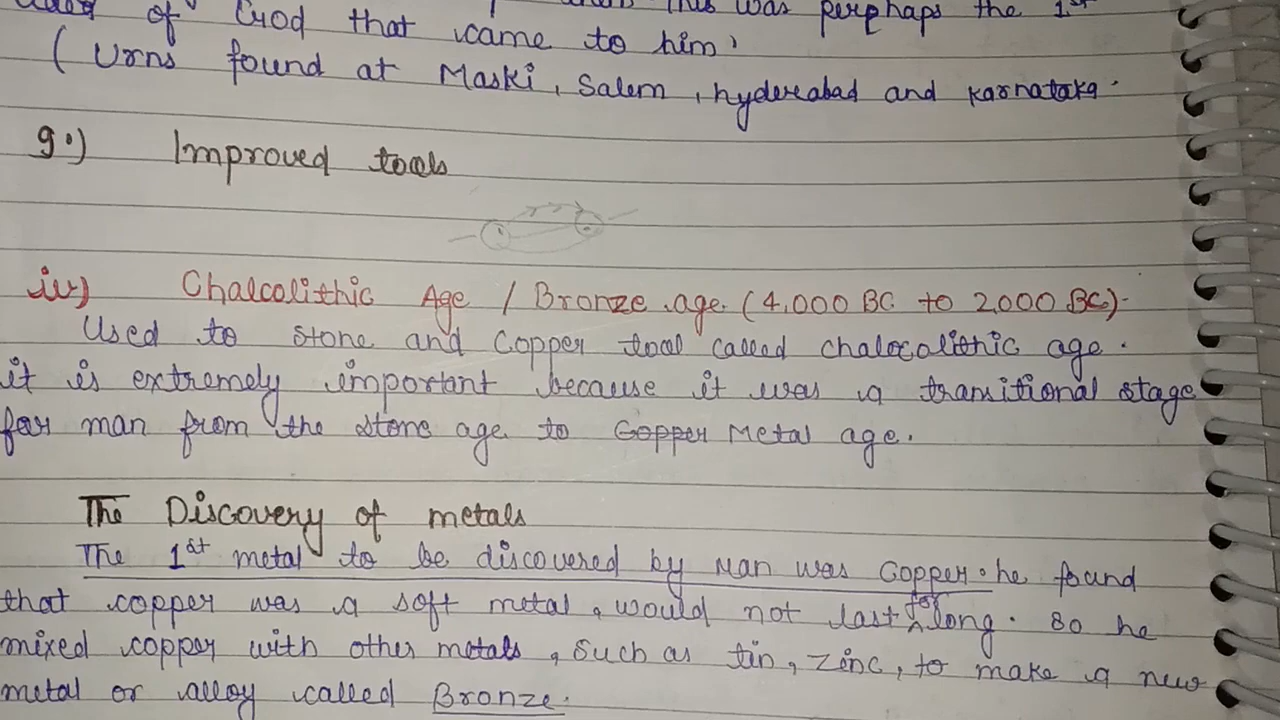 of God that came to him,
(Urns found at Maski, Salem, hyderabad and karnataka.
9.) Improved tools
iv) Chalcolithic Age / Bronze age (4,000 BC to 2000 BC)-
Used to stone and Copper tool called chalocalithic age.
it is extremely important because it was a transitional stage
for man from the stone age to Copper Metal age.
The Discovery of metals
The 1st metal to be discovered by Man was Copper. he found
that copper was a soft metal, would not last for long. So he
mixed copper with other metals, such as tin, zinc, to make a new
metal or alloy called Bronze.